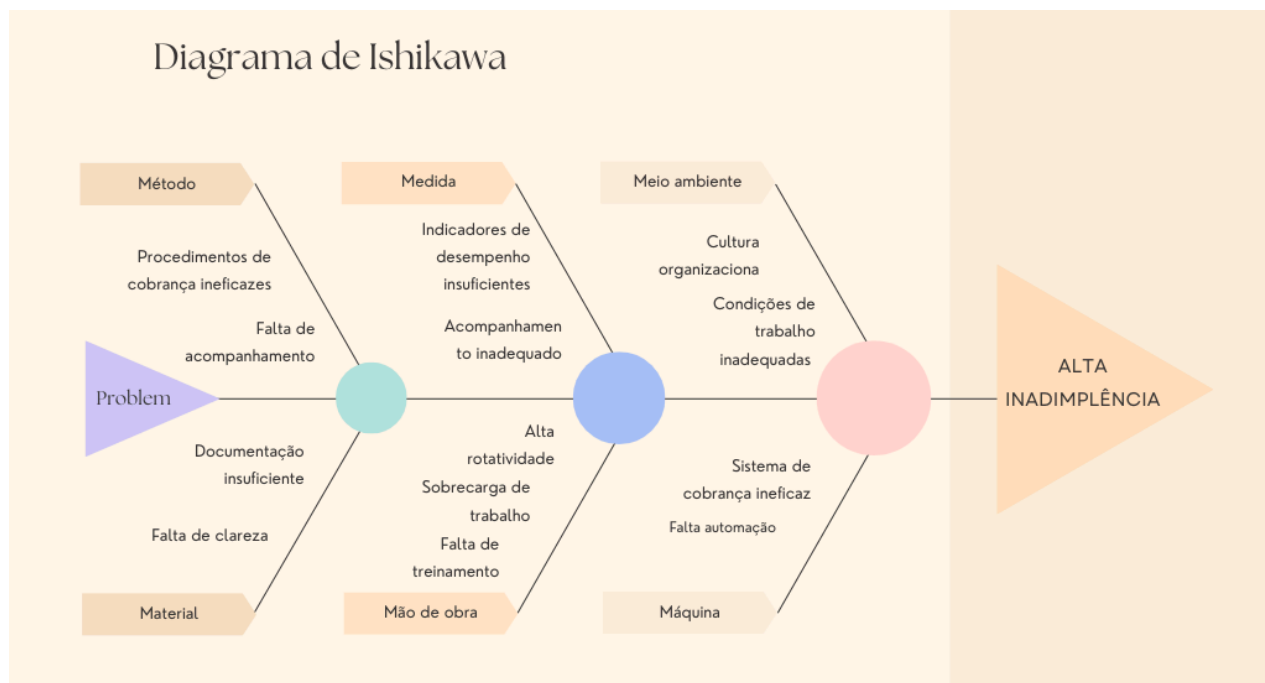 Diagrama de Ishikawa
Método
Medida
Meio ambiente
Procedimentos de
cobrança ineficazes
Falta de
acompanhamento
Indicadores de
desempenho
insuficientes
Acompanhamen
to inadequado
Cultura
organizaciona
Condições de
trabalho
inadequadas
Problem
ALTA
INADIMPLÊNCIA
Documentação
insuficiente
Falta de clareza
Alta
rotatividade
Sobrecarga de
trabalho
Falta de
treinamento
Sistema de
cobrança ineficaz
Falta automação
Material
Mão de obra
Máquina